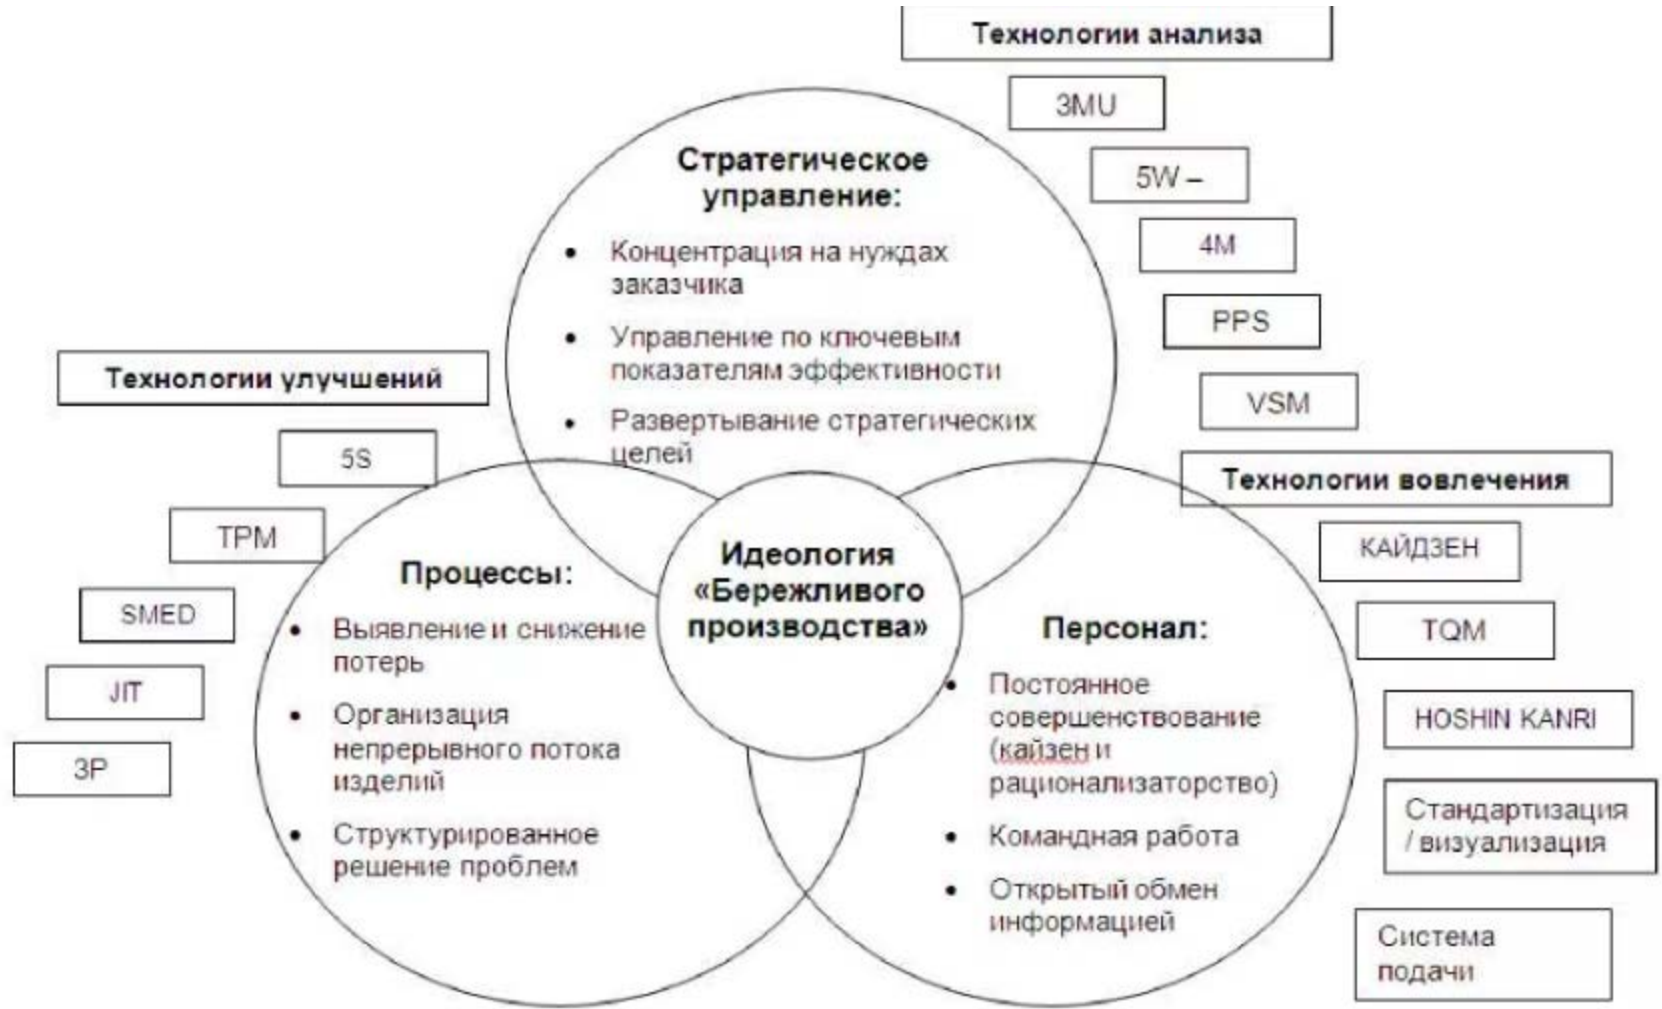 Технологии анализа
3MU
5W –
4M
PPS
VSM
Стратегическое
управление:
• Концентрация на нуждах
заказчика
• Управление по ключевым
показателям эффективности
• Развертывание стратегических
целей
Технологии улучшений
5S
TPM
SMED
JIT
3P
Процессы:
• Выявление и снижение
потерь
• Организация
непрерывного потока
изделий
• Структурированное
решение проблем
Идеология
«Бережливого
производства»
Персонал:
• Постоянное
совершенствование
(кайзен и
рационализаторство)
• Командная работа
• Открытый обмен
информацией
Технологии вовлечения
КАЙДЗЕН
TQM
HOSHIN KANRI
Стандартизация
/ визуализация
Система
подачи